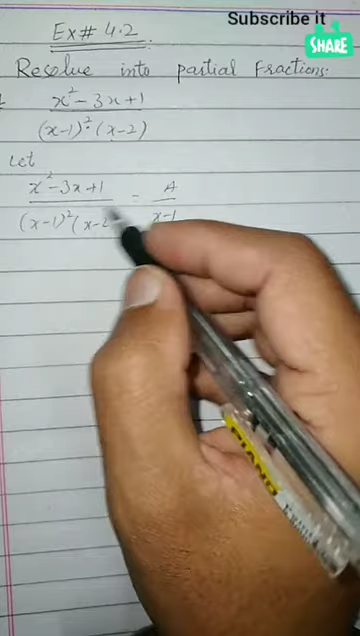 Subscribe it
SHARE
Ex# 4.2
Resolve into partial fractions:
x² - 3x + 1
(x-1)² (x-2)
Let
x² - 3x + 1 = A
(x-1)² (x-2 x-1
PIANO